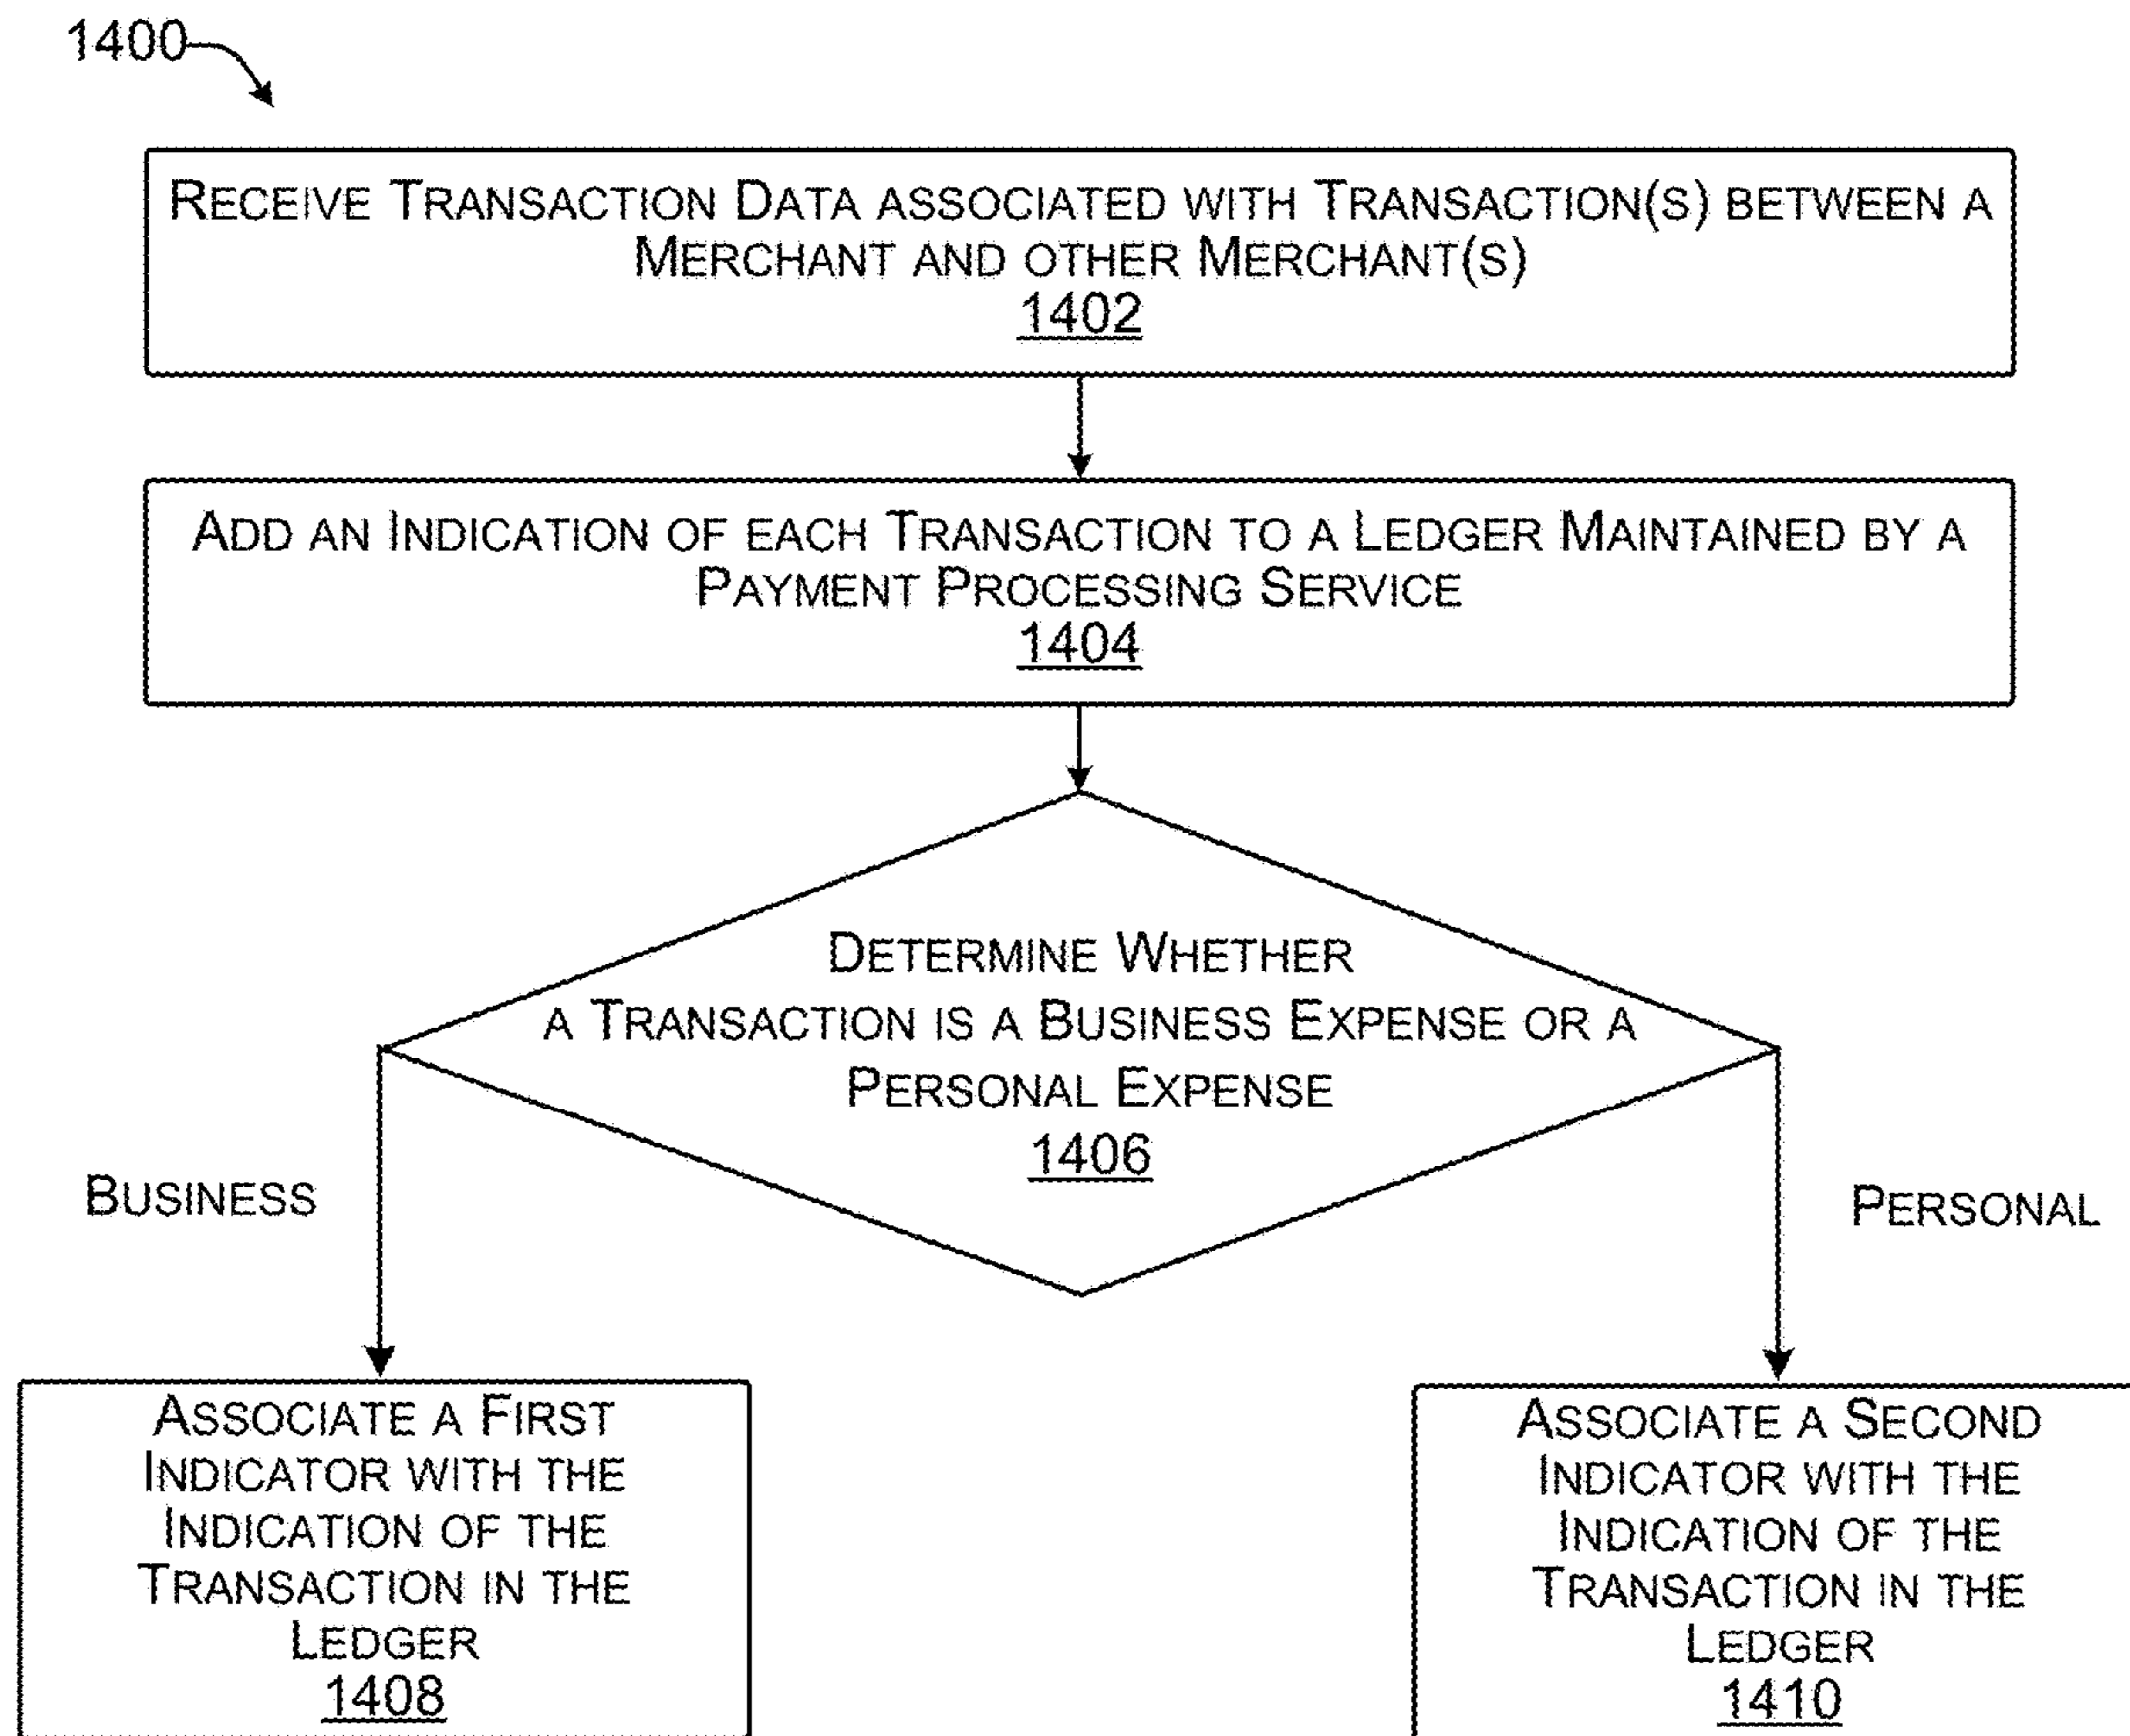 1400
RECEIVE TRANSACTION DATA ASSOCIATED WITH TRANSACTION(S) BETWEEN A
MERCHANT AND OTHER MERCHANT(S)
1402
ADD AN INDICATION OF EACH TRANSACTION TO A LEDGER MAINTAINED BY A
PAYMENT PROCESSING SERVICE
1404
DETERMINE WHETHER
A TRANSACTION IS A BUSINESS EXPENSE OR A
PERSONAL EXPENSE
1406
BUSINESS
PERSONAL
ASSOCIATE A FIRST
INDICATOR WITH THE
INDICATION OF THE
TRANSACTION IN THE
LEDGER
1408
ASSOCIATE A SECOND
INDICATOR WITH THE
INDICATION OF THE
TRANSACTION IN THE
LEDGER
1410